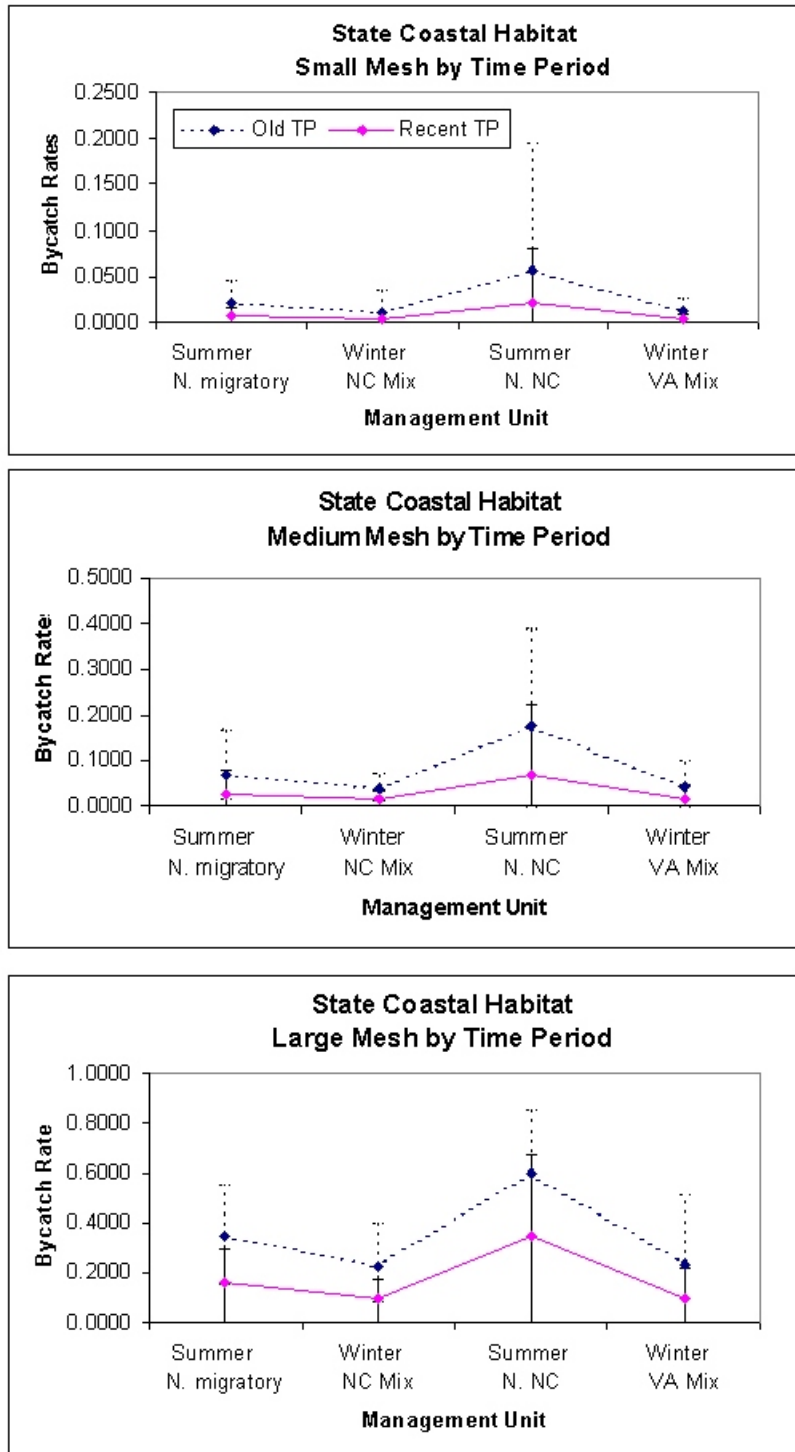 State Coastal Habitat
Small Mesh by Time Period
0.2500
Old TP Recent TP
0.2000
0.1500
0.1000
0.0500
0.0000
Bycatch Rates
Summer Winter Summer Winter
N. migratory NC Mix N. NC VA Mix
Management Unit
State Coastal Habitat
Medium Mesh by Time Period
0.5000
0.4000
0.3000
0.2000
0.1000
0.0000
Bycatch Rate
Summer Winter Summer Winter
N. migratory NC Mix N. NC VA Mix
Management Unit
State Coastal Habitat
Large Mesh by Time Period
1.0000
0.8000
0.6000
0.4000
0.2000
0.0000
Bycatch Rate
Summer Winter Summer Winter
N. migratory NC Mix N. NC VA Mix
Management Unit